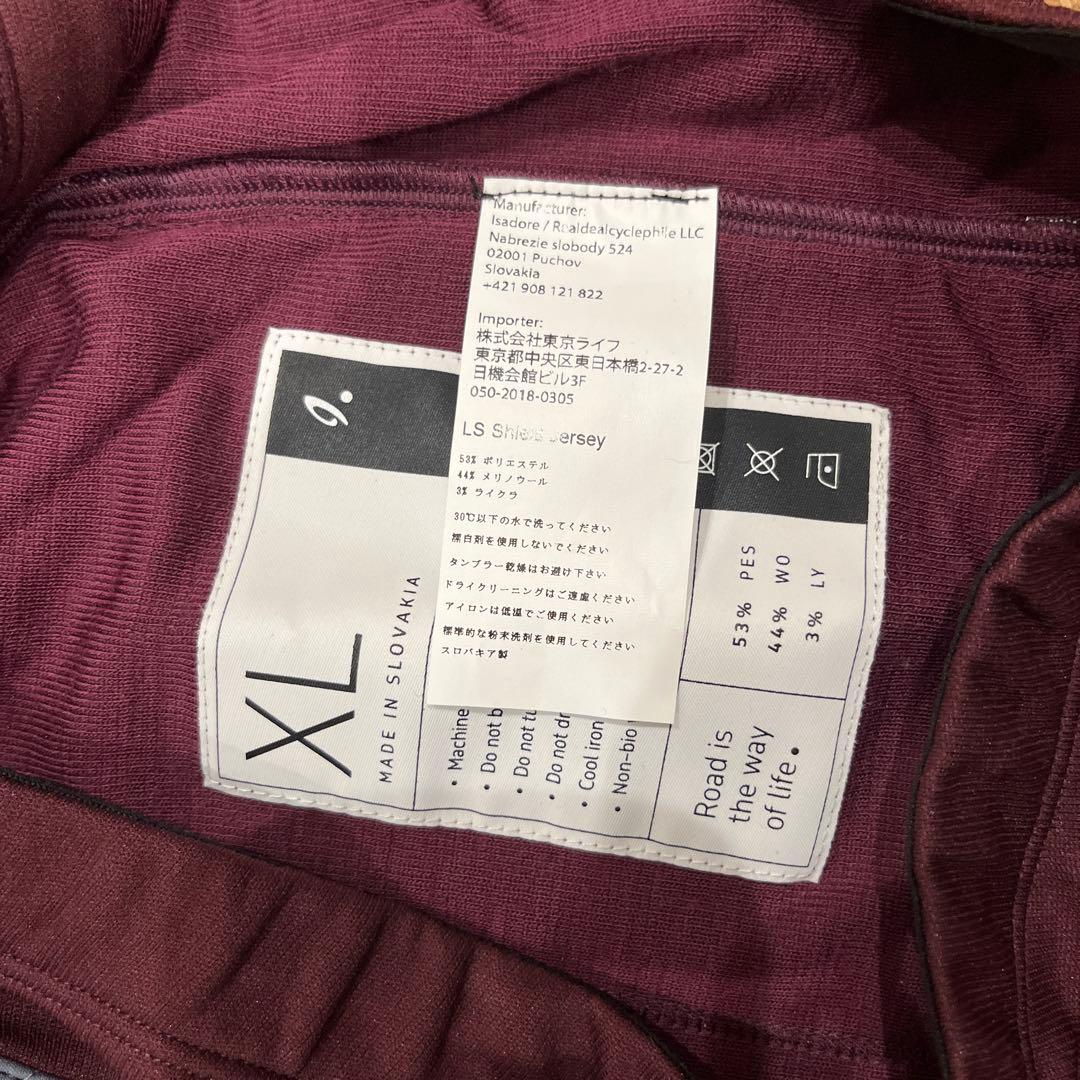 Manufacturer:
Isadore / Realdealcyclephile LLC
Nabrezie slobody 524
02001 Puchov
Slovakia
+421 908 121 822
Importer:
株式会社東京ライフ
東京都中央区東日本橋2-27-2
日機会館ビル3F
050-2018-0305
LS Jersey
53% ポリエステル
44% メリノウール
3% ライクラ
30℃以下の水で洗ってください
漂白剤を使用しないでください
タンブラー乾燥はお避け下さい
ドライクリーニングはご遠慮ください
アイロンは低温でご使用ください
標準的な粉末洗剤を使用してください
スロバキア製
XL
MADE IN SLOVAKIA
• Machine
• Do not b
• Do not tu
• Do not dr
• Cool iron
• Non-bio
53% PES
44% WO
3% LY
Road is
the way
of life •